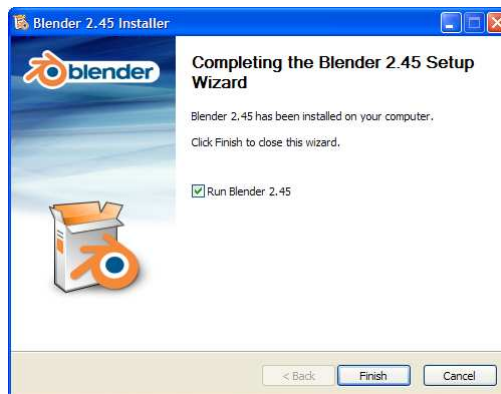 Blender 2.45 Installer
blender
Completing the Blender 2.45 Setup
Wizard
Blender 2.45 has been installed on your computer.
Click Finish to close this wizard.
Run Blender 2.45
< Back
Finish
Cancel